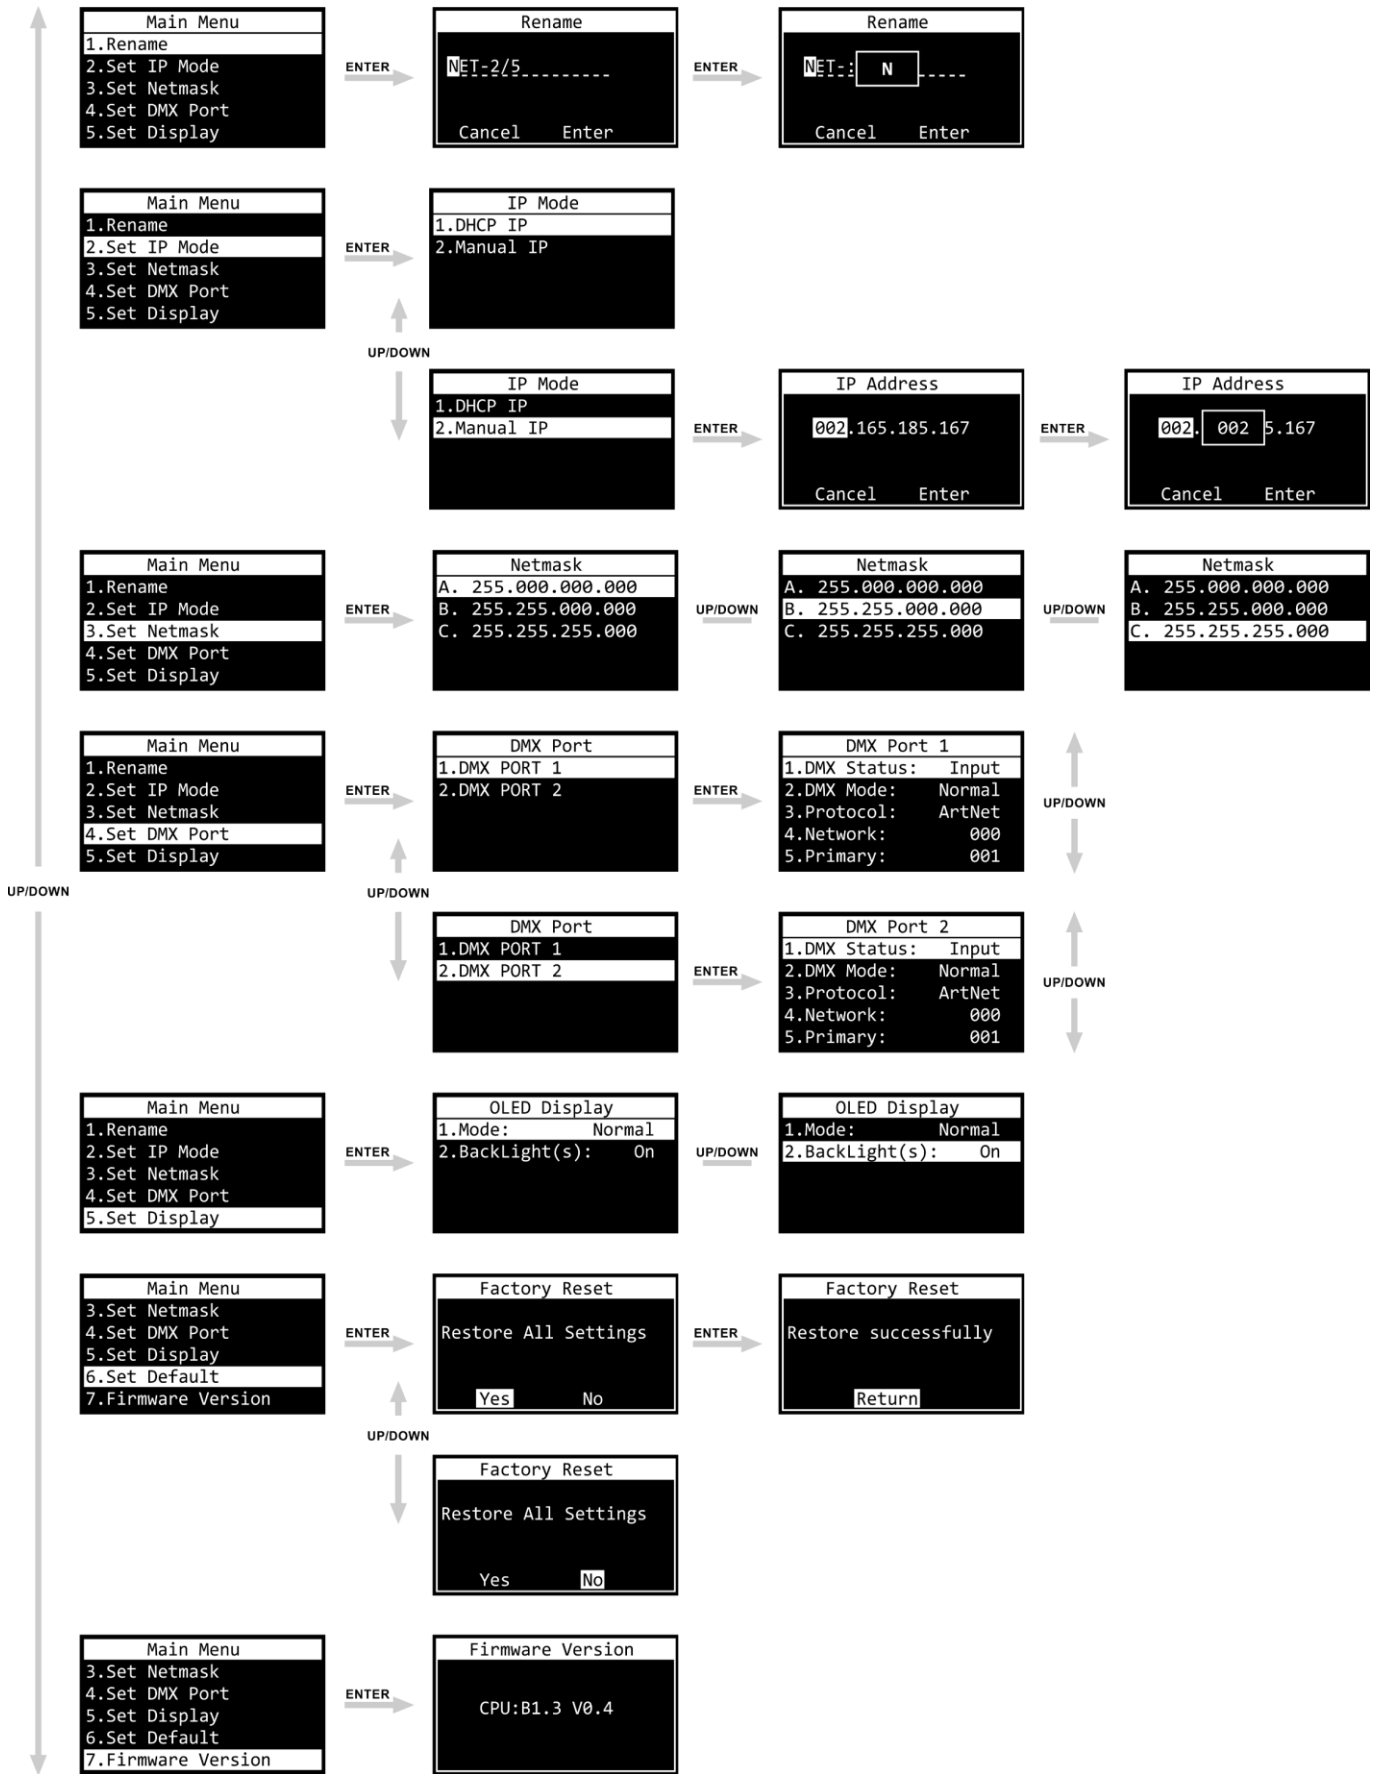 Main Menu
1.Rename
2.Set IP Mode
3.Set Netmask
4.Set DMX Port
5.Set Display
ENTER
Rename
NET-2/5
Cancel Enter
ENTER
Rename
NET-: N
Cancel Enter
Main Menu
1.Rename
2.Set IP Mode
3.Set Netmask
4.Set DMX Port
5.Set Display
ENTER
IP Mode
1.DHCP IP
2.Manual IP
UP/DOWN
IP Mode
1.DHCP IP
2.Manual IP
ENTER
IP Address
002.165.185.167
Cancel Enter
ENTER
IP Address
002. 002 5.167
Cancel Enter
Main Menu
1.Rename
2.Set IP Mode
3.Set Netmask
4.Set DMX Port
5.Set Display
ENTER
Netmask
A. 255.000.000.000
B. 255.255.000.000
C. 255.255.255.000
UP/DOWN
Netmask
A. 255.000.000.000
B. 255.255.000.000
C. 255.255.255.000
UP/DOWN
Netmask
A. 255.000.000.000
B. 255.255.000.000
C. 255.255.255.000
Main Menu
1.Rename
2.Set IP Mode
3.Set Netmask
4.Set DMX Port
5.Set Display
ENTER
DMX Port
1.DMX PORT 1
2.DMX PORT 2
ENTER
DMX Port 1
1.DMX Status: Input
2.DMX Mode: Normal
3.Protocol: ArtNet
4.Network: 000
5.Primary: 001
UP/DOWN
UP/DOWN
UP/DOWN
DMX Port
1.DMX PORT 1
2.DMX PORT 2
ENTER
DMX Port 2
1.DMX Status: Input
2.DMX Mode: Normal
3.Protocol: ArtNet
4.Network: 000
5.Primary: 001
UP/DOWN
Main Menu
1.Rename
2.Set IP Mode
3.Set Netmask
4.Set DMX Port
5.Set Display
ENTER
OLED Display
1.Mode: Normal
2.BackLight(s): On
UP/DOWN
OLED Display
1.Mode: Normal
2.BackLight(s): On
Main Menu
3.Set Netmask
4.Set DMX Port
5.Set Display
6.Set Default
7.Firmware Version
ENTER
Factory Reset
Restore All Settings
Yes No
ENTER
Factory Reset
Restore successfully
Return
UP/DOWN
Factory Reset
Restore All Settings
Yes No
Main Menu
3.Set Netmask
4.Set DMX Port
5.Set Display
6.Set Default
7.Firmware Version
ENTER
Firmware Version
CPU:B1.3 V0.4